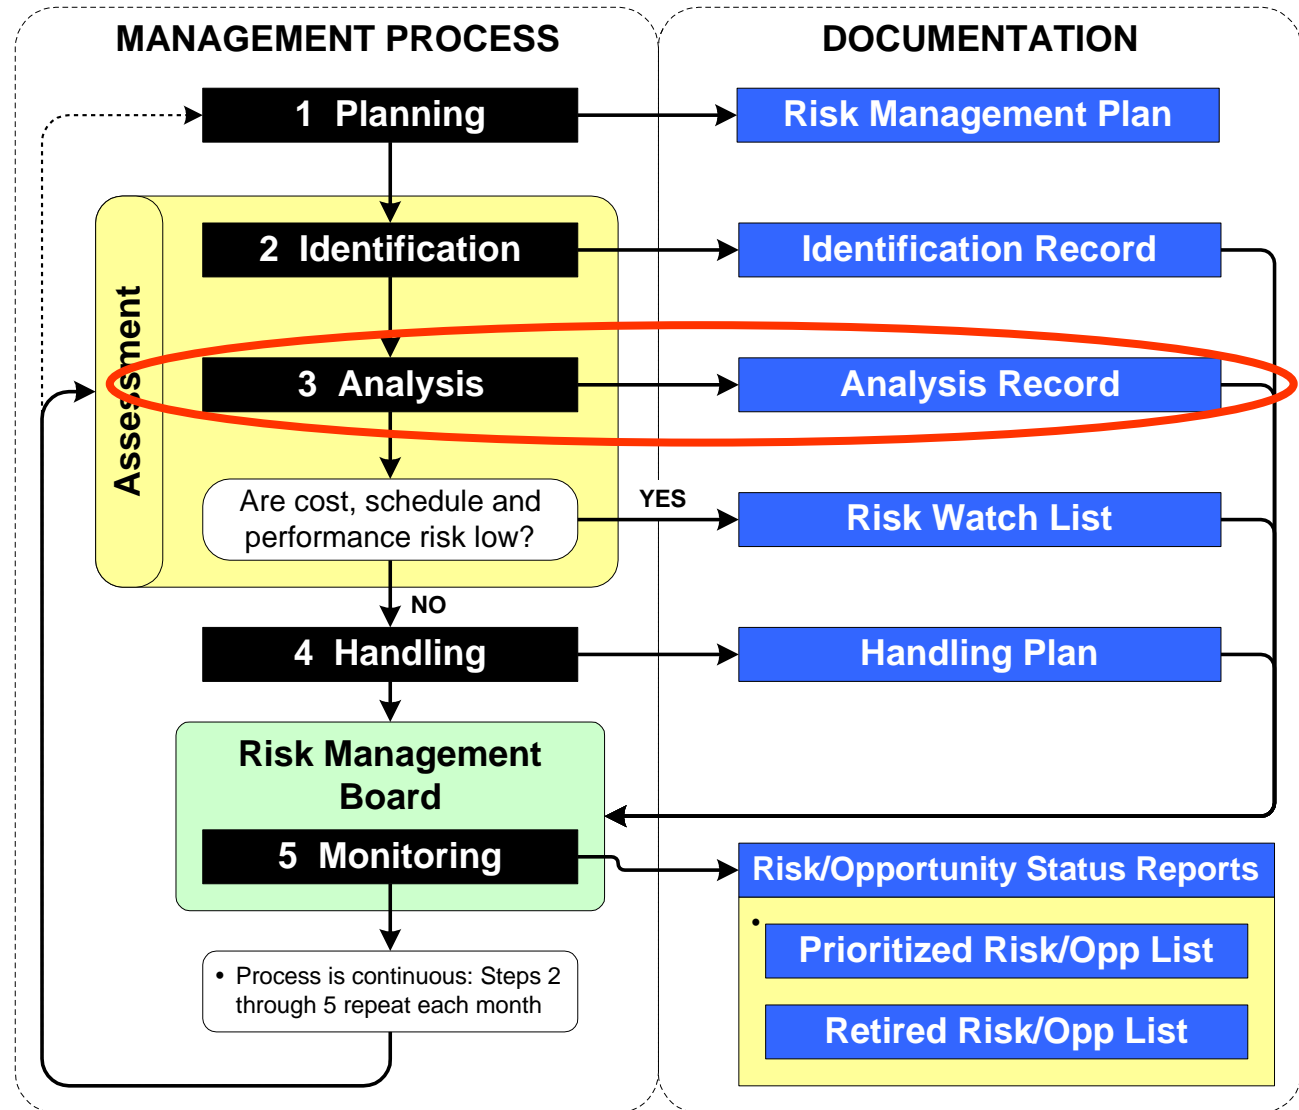 MANAGEMENT PROCESS
DOCUMENTATION
1 Planning
Risk Management Plan
2 Identification
Identification Record
Assessment
3 Analysis
Analysis Record
Are cost, schedule and
performance risk low?
YES
Risk Watch List
NO
4 Handling
Handling Plan
Risk Management
Board
5 Monitoring
Risk/Opportunity Status Reports
•
Prioritized Risk/Opp List
• Process is continuous: Steps 2
through 5 repeat each month
Retired Risk/Opp List